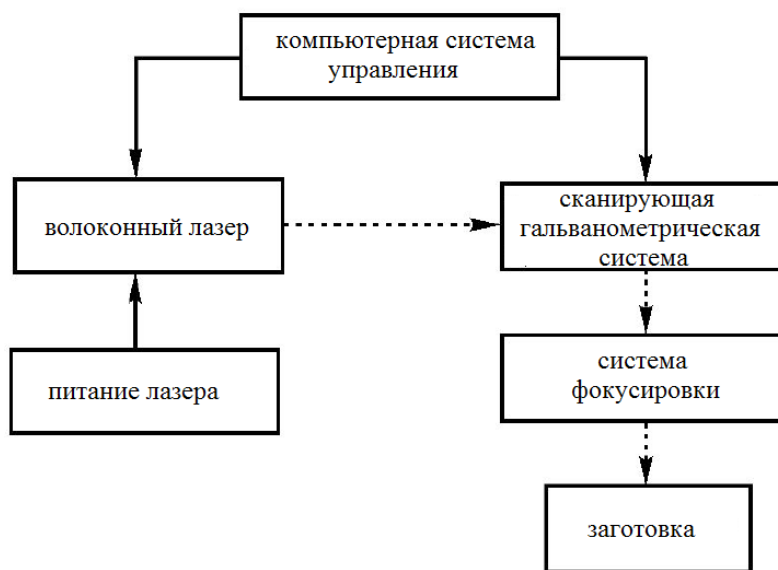 компьютерная система
управления
волоконный лазер
сканирующая
гальванометрическая
система
питание лазера
система
фокусировки
заготовка